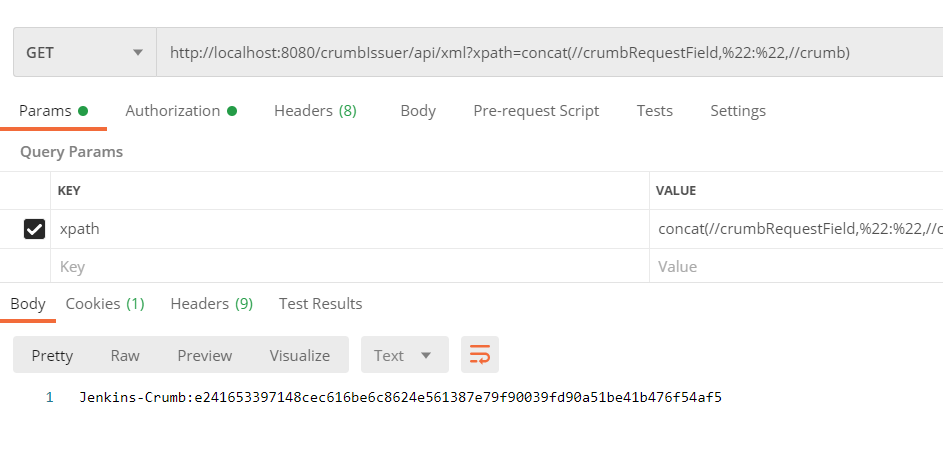 GET http://localhost:8080/crumbIssuer/api/xml?xpath=concat(//crumbRequestField,%22:%22,//crumb)
Params Authorization Headers (8) Body Pre-request Script Tests Settings
Query Params
KEY VALUE
xpath concat(//crumbRequestField,%22:%22,//c
Key Value
Body Cookies (1) Headers (9) Test Results
Pretty Raw Preview Visualize Text
1 Jenkins-Crumb:e241653397148cec616be6c8624e561387e79f90039fd90a51be41b476f54af5